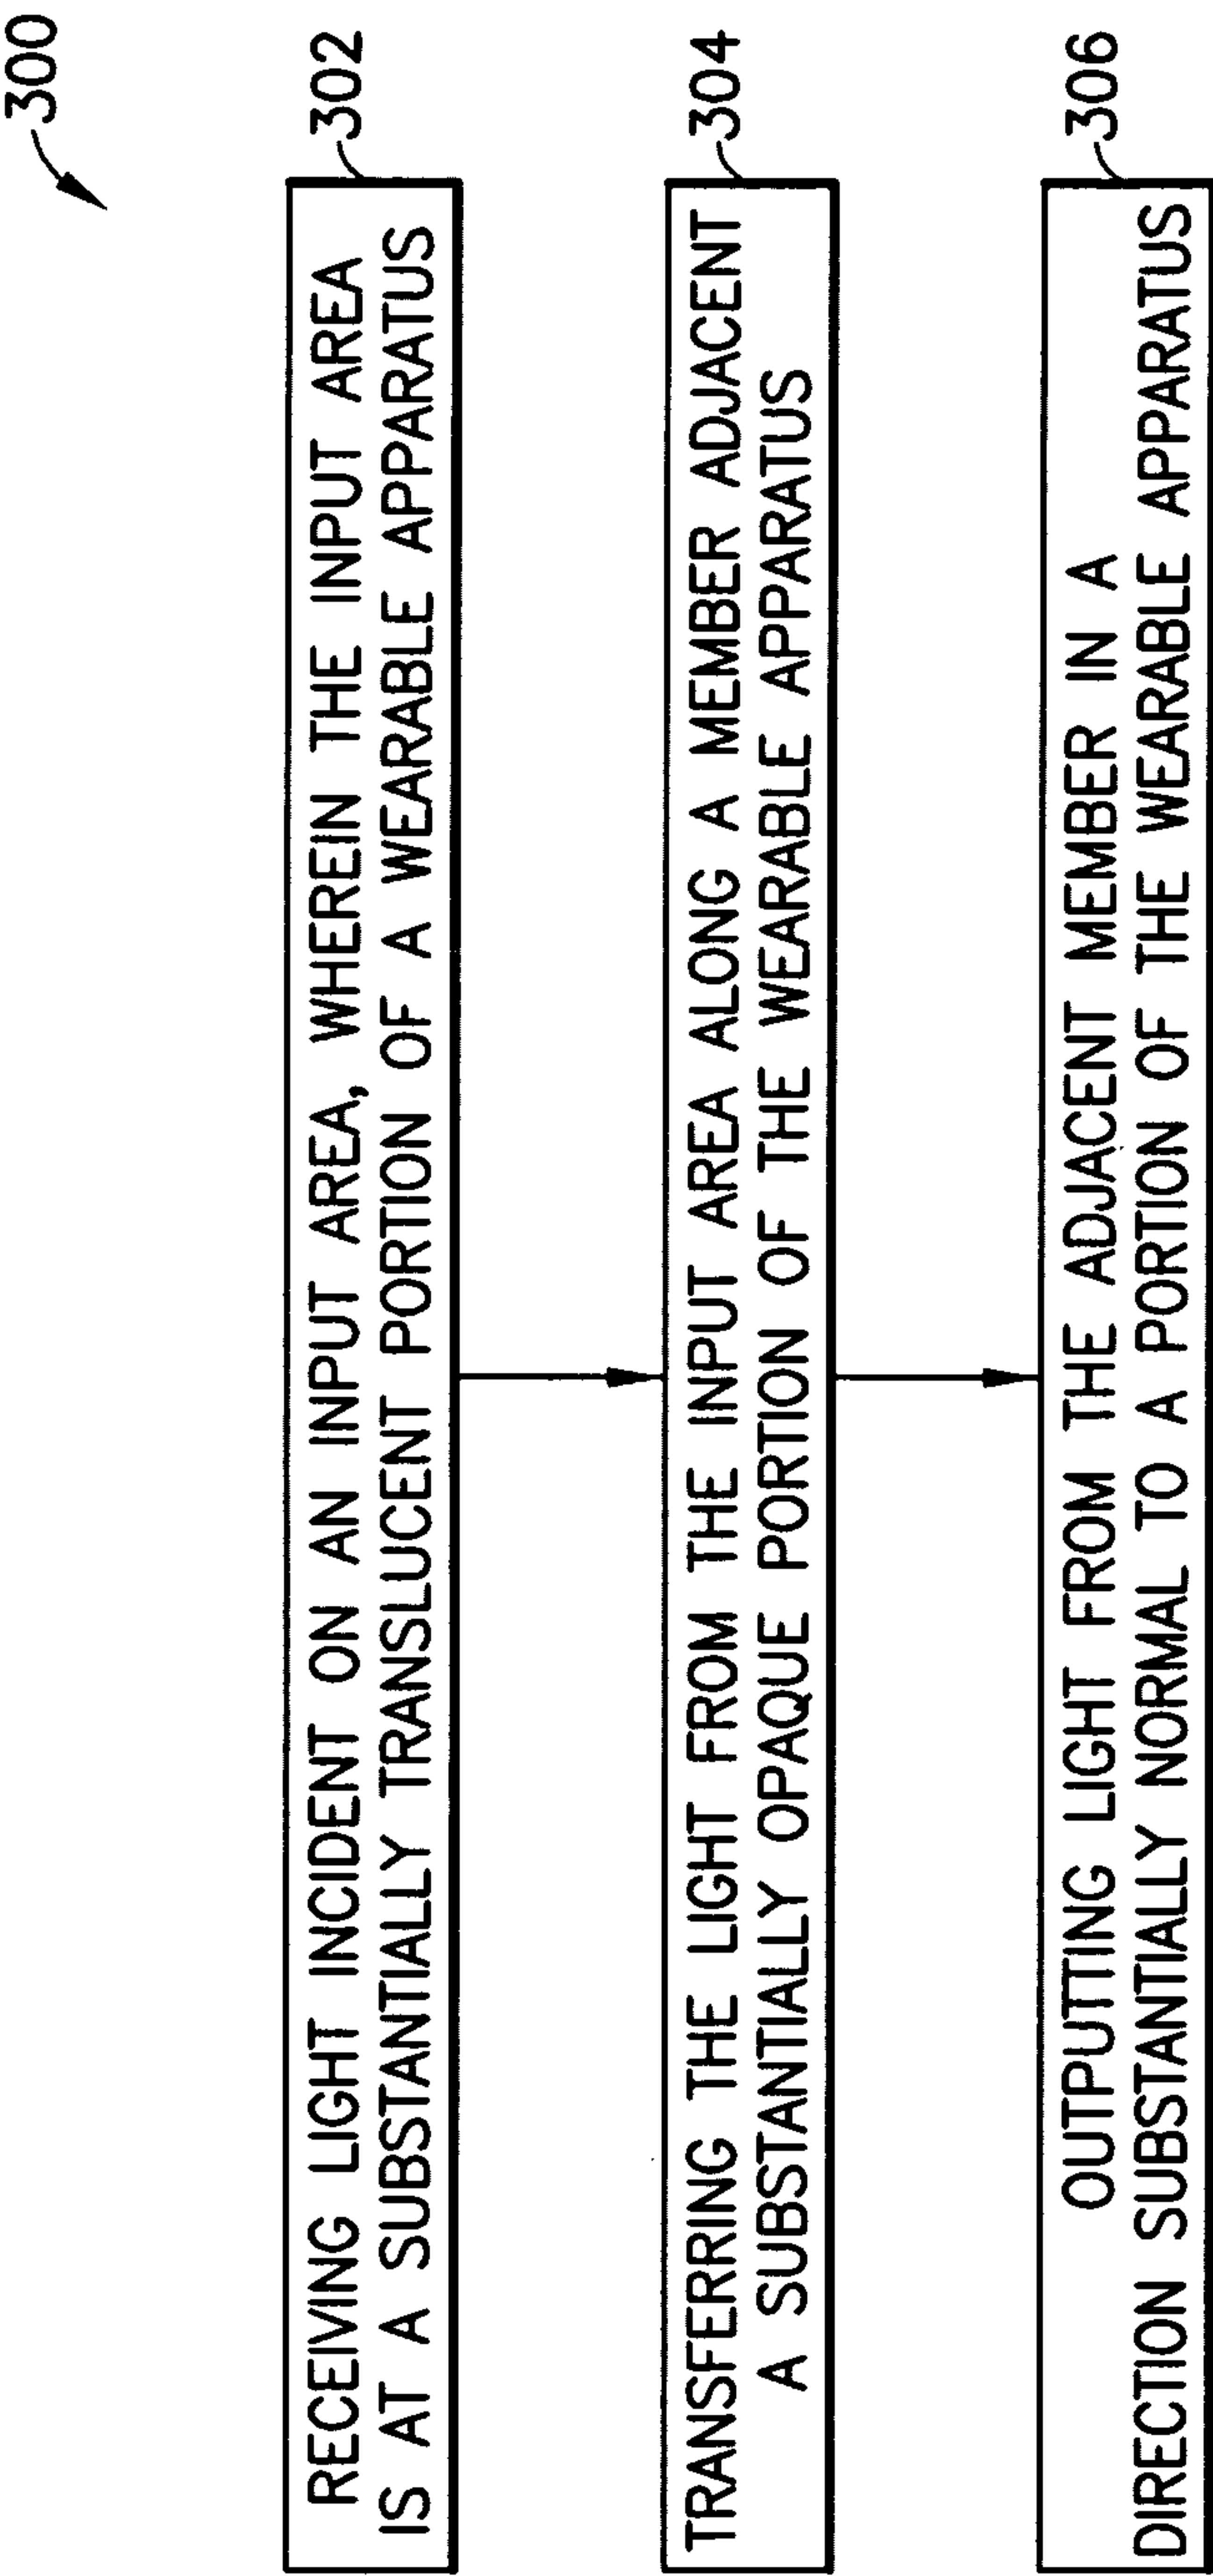 300
RECEIVING LIGHT INCIDENT ON AN INPUT AREA, WHEREIN THE INPUT AREA
IS AT A SUBSTANTIALLY TRANSLUCENT PORTION OF A WEARABLE APPARATUS
302
TRANSFERRING THE LIGHT FROM THE INPUT AREA ALONG A MEMBER ADJACENT
A SUBSTANTIALLY OPAQUE PORTION OF THE WEARABLE APPARATUS
304
OUTPUTTING LIGHT FROM THE ADJACENT MEMBER IN A
DIRECTION SUBSTANTIALLY NORMAL TO A PORTION OF THE WEARABLE APPARATUS
306